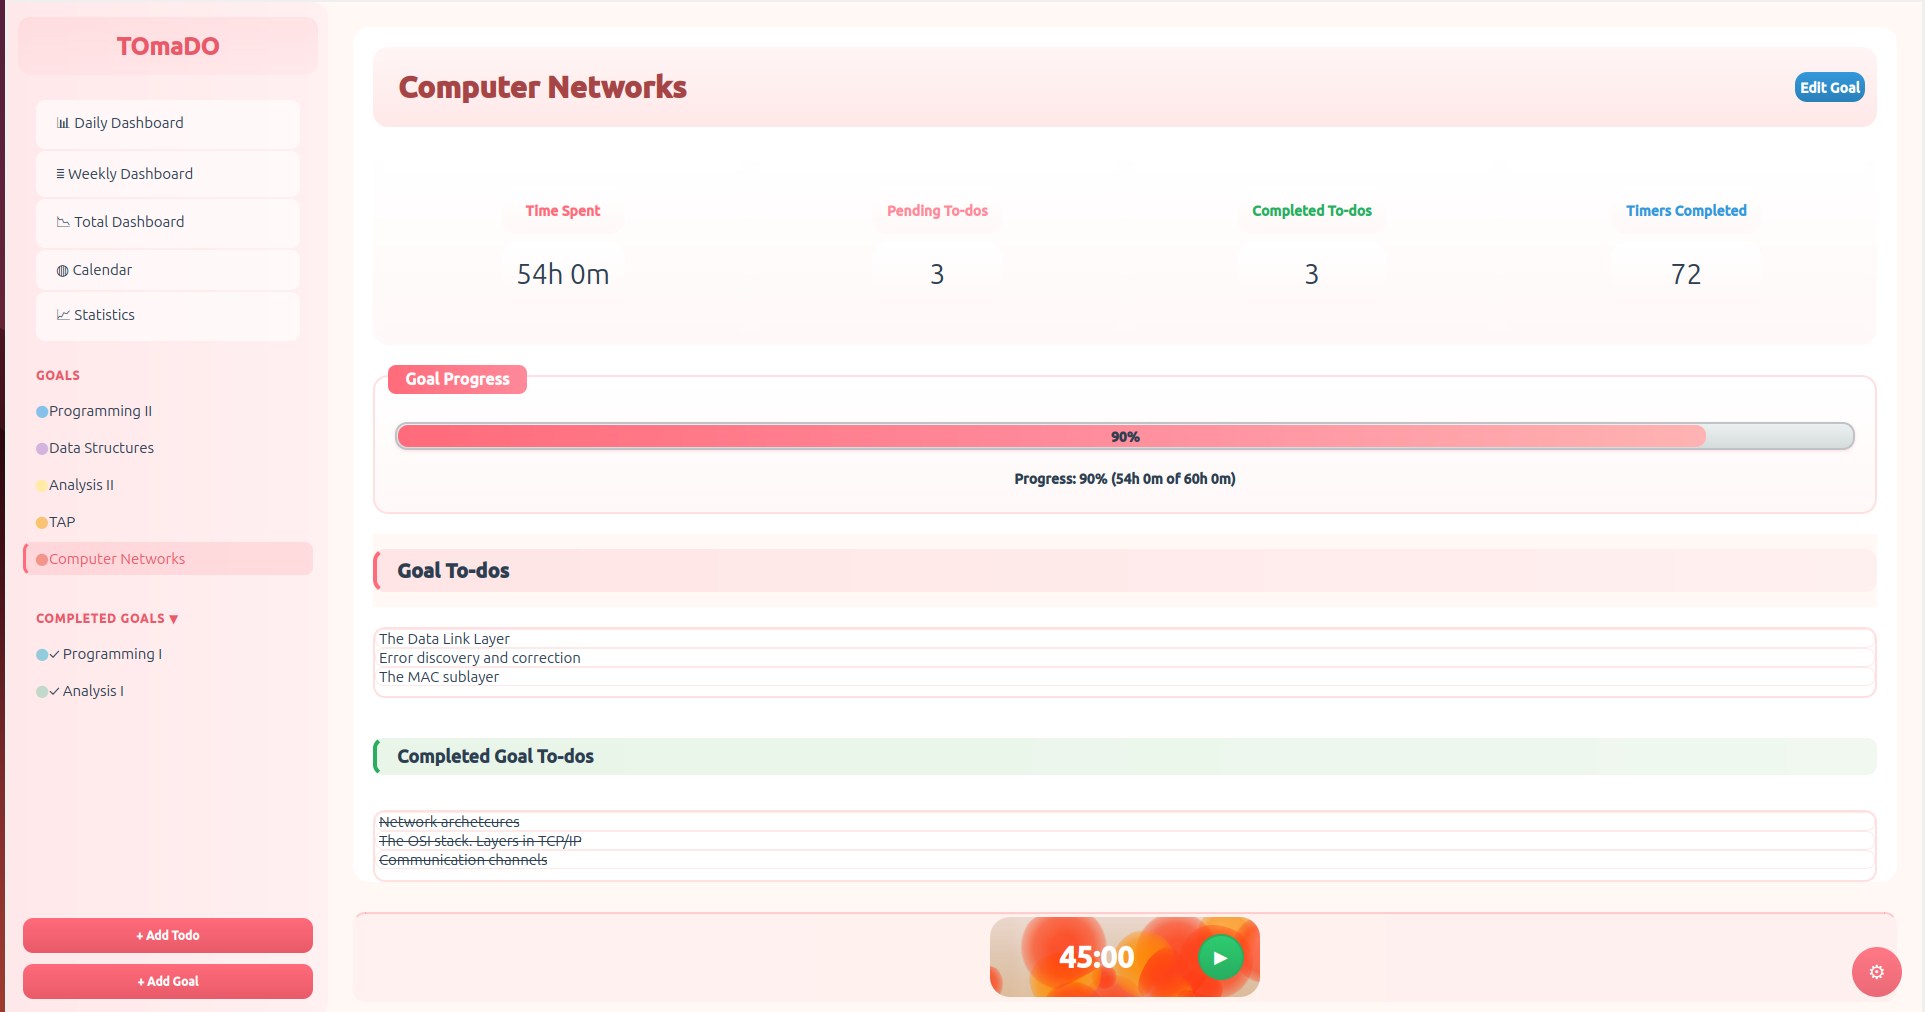 TOmaDO
Daily Dashboard
Weekly Dashboard
Total Dashboard
Calendar
Statistics
GOALS
Programming II
Data Structures
Analysis II
TAP
Computer Networks
COMPLETED GOALS ▼
✓ Programming I
✓ Analysis I
+ Add Todo
+ Add Goal
Computer Networks
Edit Goal
Time Spent
54h 0m
Pending To-dos
3
Completed To-dos
3
Timers Completed
72
Goal Progress
90%
Progress: 90% (54h 0m of 60h 0m)
Goal To-dos
The Data Link Layer
Error discovery and correction
The MAC sublayer
Completed Goal To-dos
Network archetcures
The OSI stack. Layers in TCP/IP
Communication channels
45:00